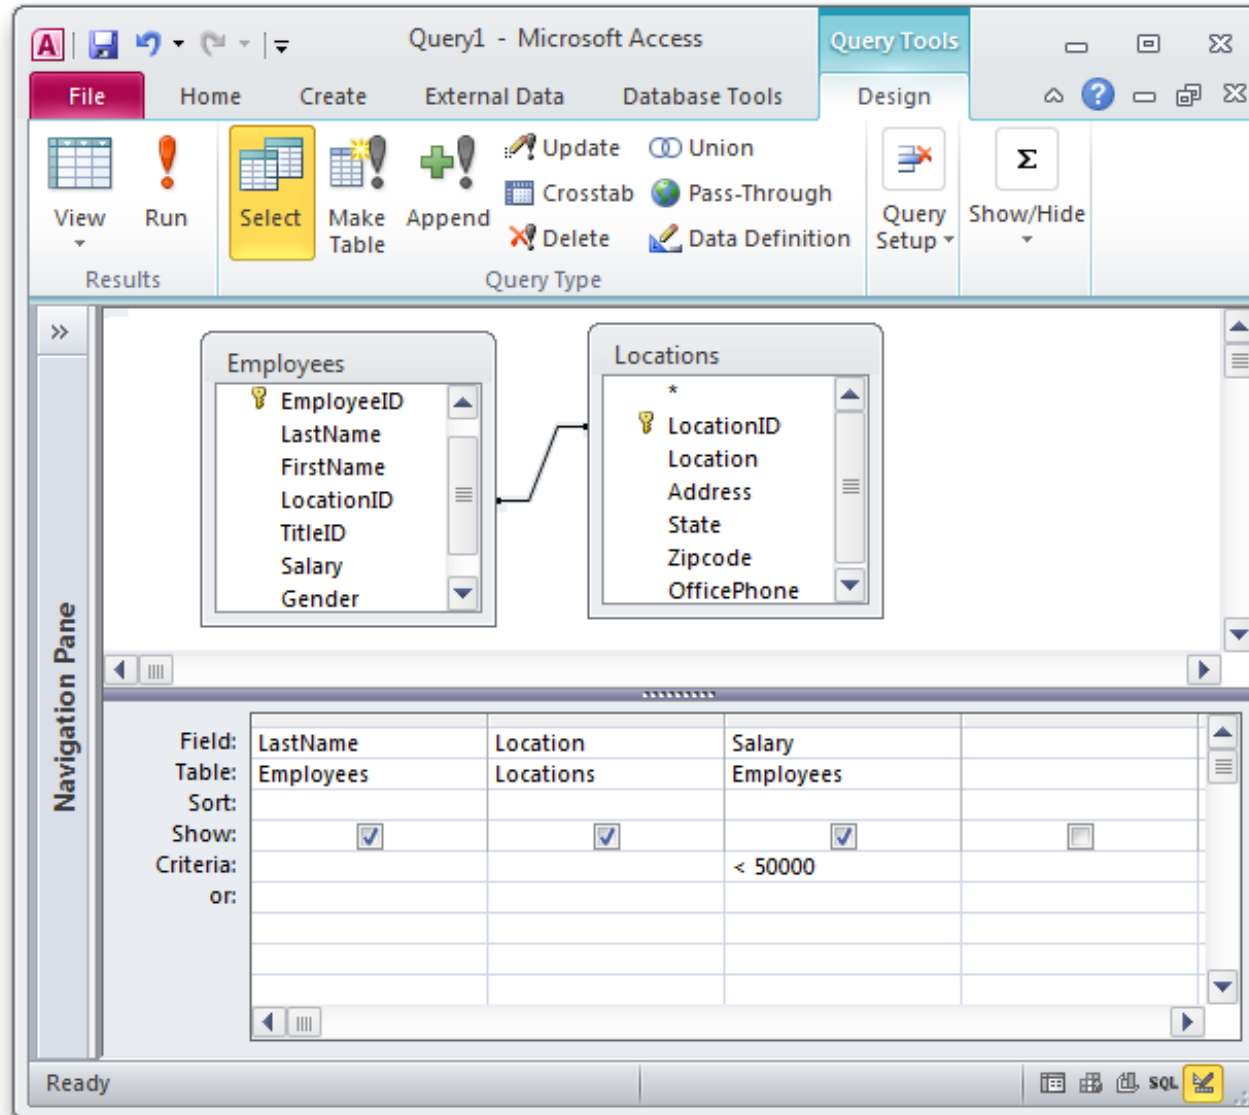 A Query1 - Microsoft Access Query Tools
File Home Create External Data Database Tools Design ?
View Run Select Make Table Append Update Union Query Setup Σ Show/Hide
Crosstab Pass-Through
Delete Data Definition
Results Query Type
»
Navigation Pane
Employees
EmployeeID
LastName
FirstName
LocationID
TitleID
Salary
Gender
Locations
*
LocationID
Location
Address
State
Zipcode
OfficePhone
Field: LastName Location Salary
Table: Employees Locations Employees
Sort:
Show:
Criteria: < 50000
or:
Ready SQL